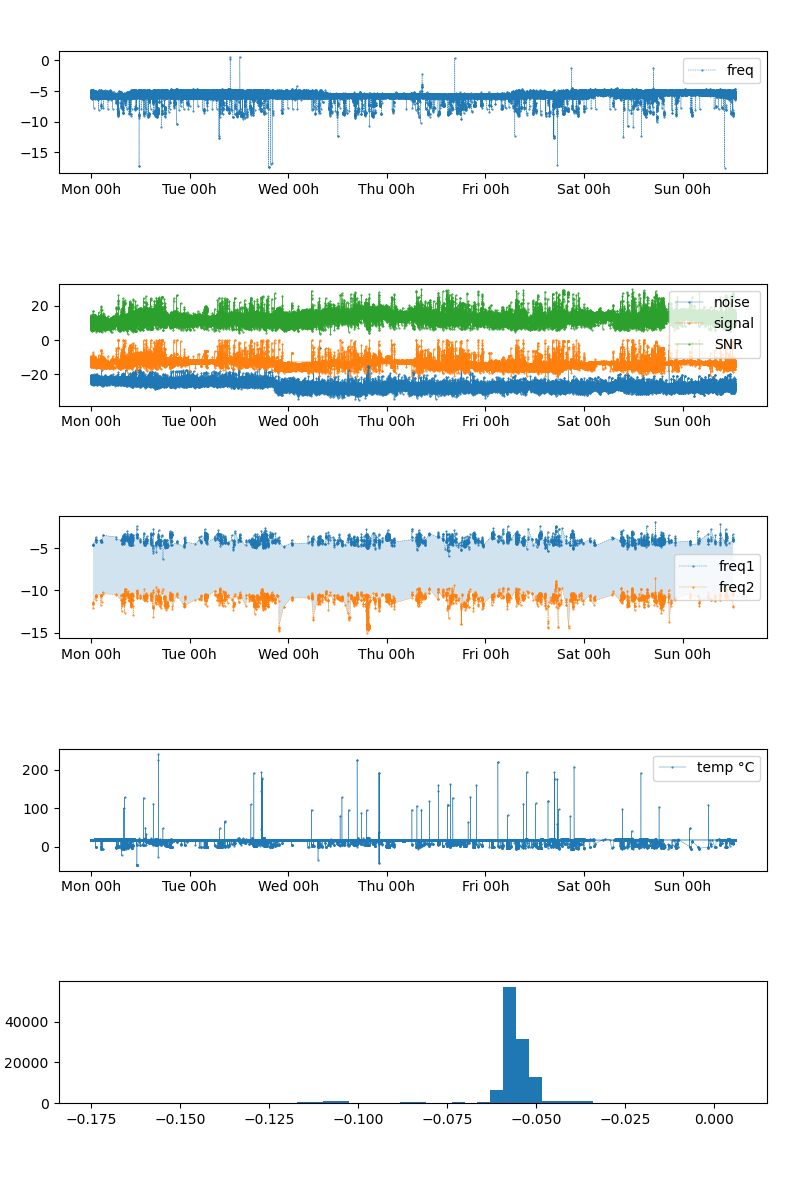 0
−5
−10
−15
freq
Mon 00h Tue 00h Wed 00h Thu 00h Fri 00h Sat 00h Sun 00h
20
0
−20
noise
signal
SNR
Mon 00h Tue 00h Wed 00h Thu 00h Fri 00h Sat 00h Sun 00h
−5
−10
−15
freq1
freq2
Mon 00h Tue 00h Wed 00h Thu 00h Fri 00h Sat 00h Sun 00h
200
100
0
temp °C
Mon 00h Tue 00h Wed 00h Thu 00h Fri 00h Sat 00h Sun 00h
40000
20000
0
−0.175 −0.150 −0.125 −0.100 −0.075 −0.050 −0.025 0.000